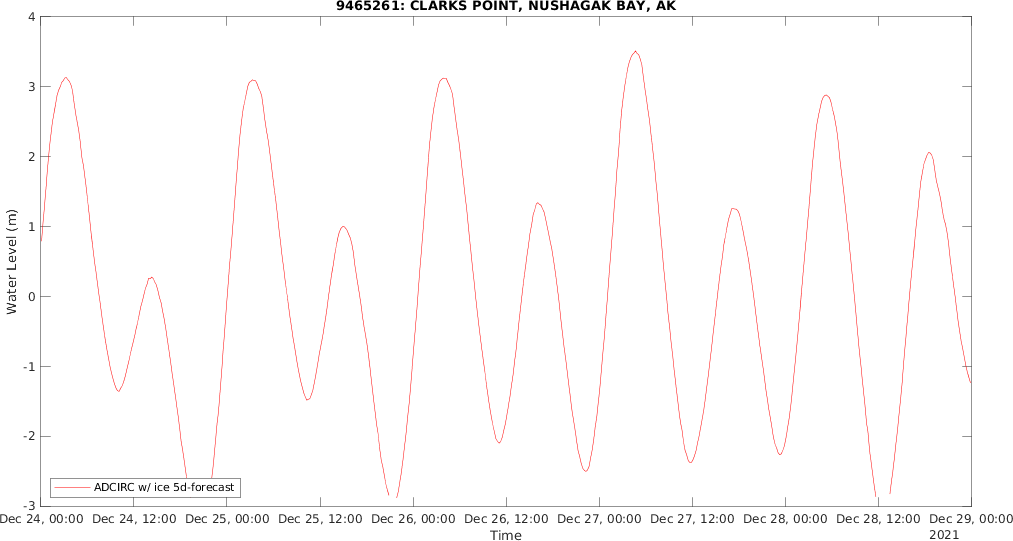 9465261: CLARKS POINT, NUSHAGAK BAY, AK
Water Level (m)
4
3
2
1
0
-1
-2
-3
ADCIRC w/ ice 5d-forecast
Dec 24, 00:00 Dec 24, 12:00 Dec 25, 00:00 Dec 25, 12:00 Dec 26, 00:00 Dec 26, 12:00 Dec 27, 00:00 Dec 27, 12:00 Dec 28, 00:00 Dec 28, 12:00 Dec 29, 00:00
2021
Time